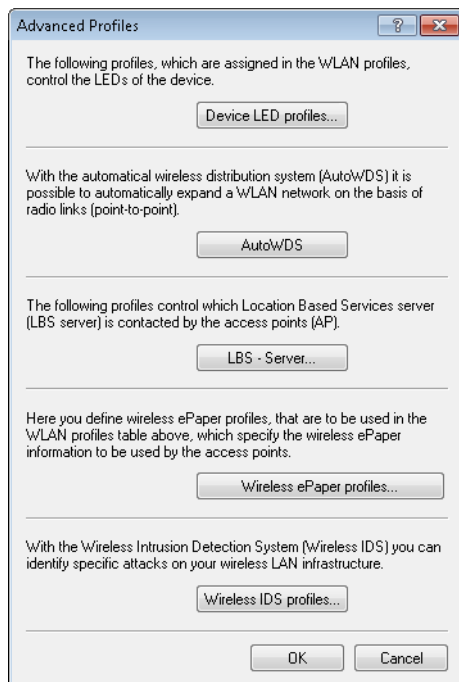 Advanced Profiles
?
The following profiles, which are assigned in the WLAN profiles,
control the LEDs of the device.
Device LED profiles...
With the automatical wireless distribution system (AutoWDS) it is
possible to automatically expand a WLAN network on the basis of
radio links (point-to-point).
AutoWDS
The following profiles control which Location Based Services server
(LBS server) is contacted by the access points (AP).
LBS - Server...
Here you define wireless ePaper profiles, that are to be used in the
WLAN profiles table above, which specify the wireless ePaper
information to be used by the access points.
Wireless ePaper profiles...
With the Wireless Intrusion Detection System (Wireless IDS) you can
identify specific attacks on your wireless LAN infrastructure.
Wireless IDS profiles...
OK Cancel